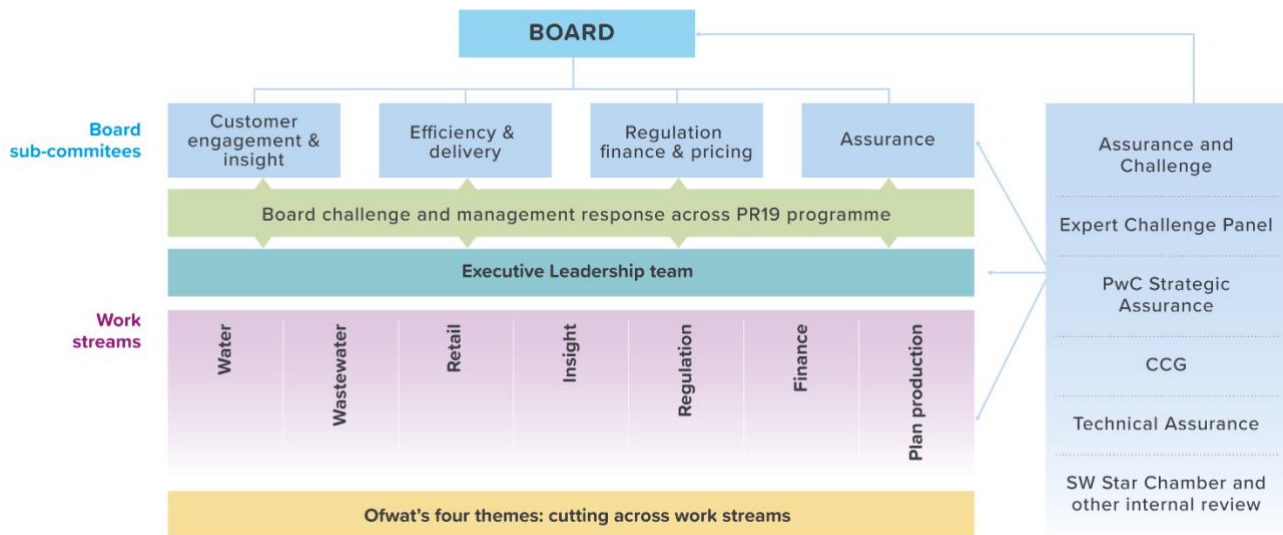 BOARD
Board
sub-commitees
Customer
engagement &
insight
Efficiency &
delivery
Regulation
finance & pricing
Assurance
Board challenge and management response across PR19 programme
Executive Leadership team
Work
streams
Water
Wastewater
Retail
Insight
Regulation
Finance
Plan production
Ofwat's four themes: cutting across work streams
Assurance and
Challenge
Expert Challenge Panel
PwC Strategic
Assurance
CCG
Technical Assurance
SW Star Chamber and
other internal review